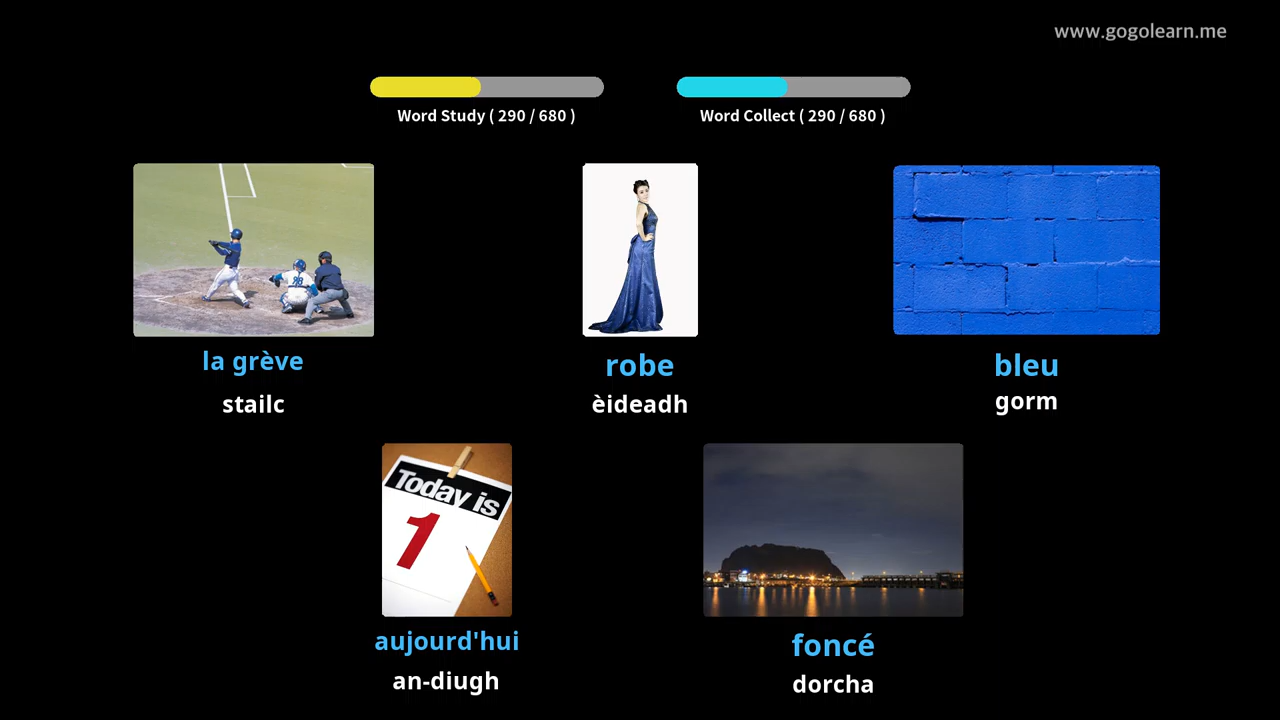 www.gogolearn.me
Word Study ( 290 / 680 )
Word Collect ( 290 / 680 )
la grève
stailc
robe
èideadh
bleu
gorm
Today is
1
aujourd'hui
an-diugh
foncé
dorcha